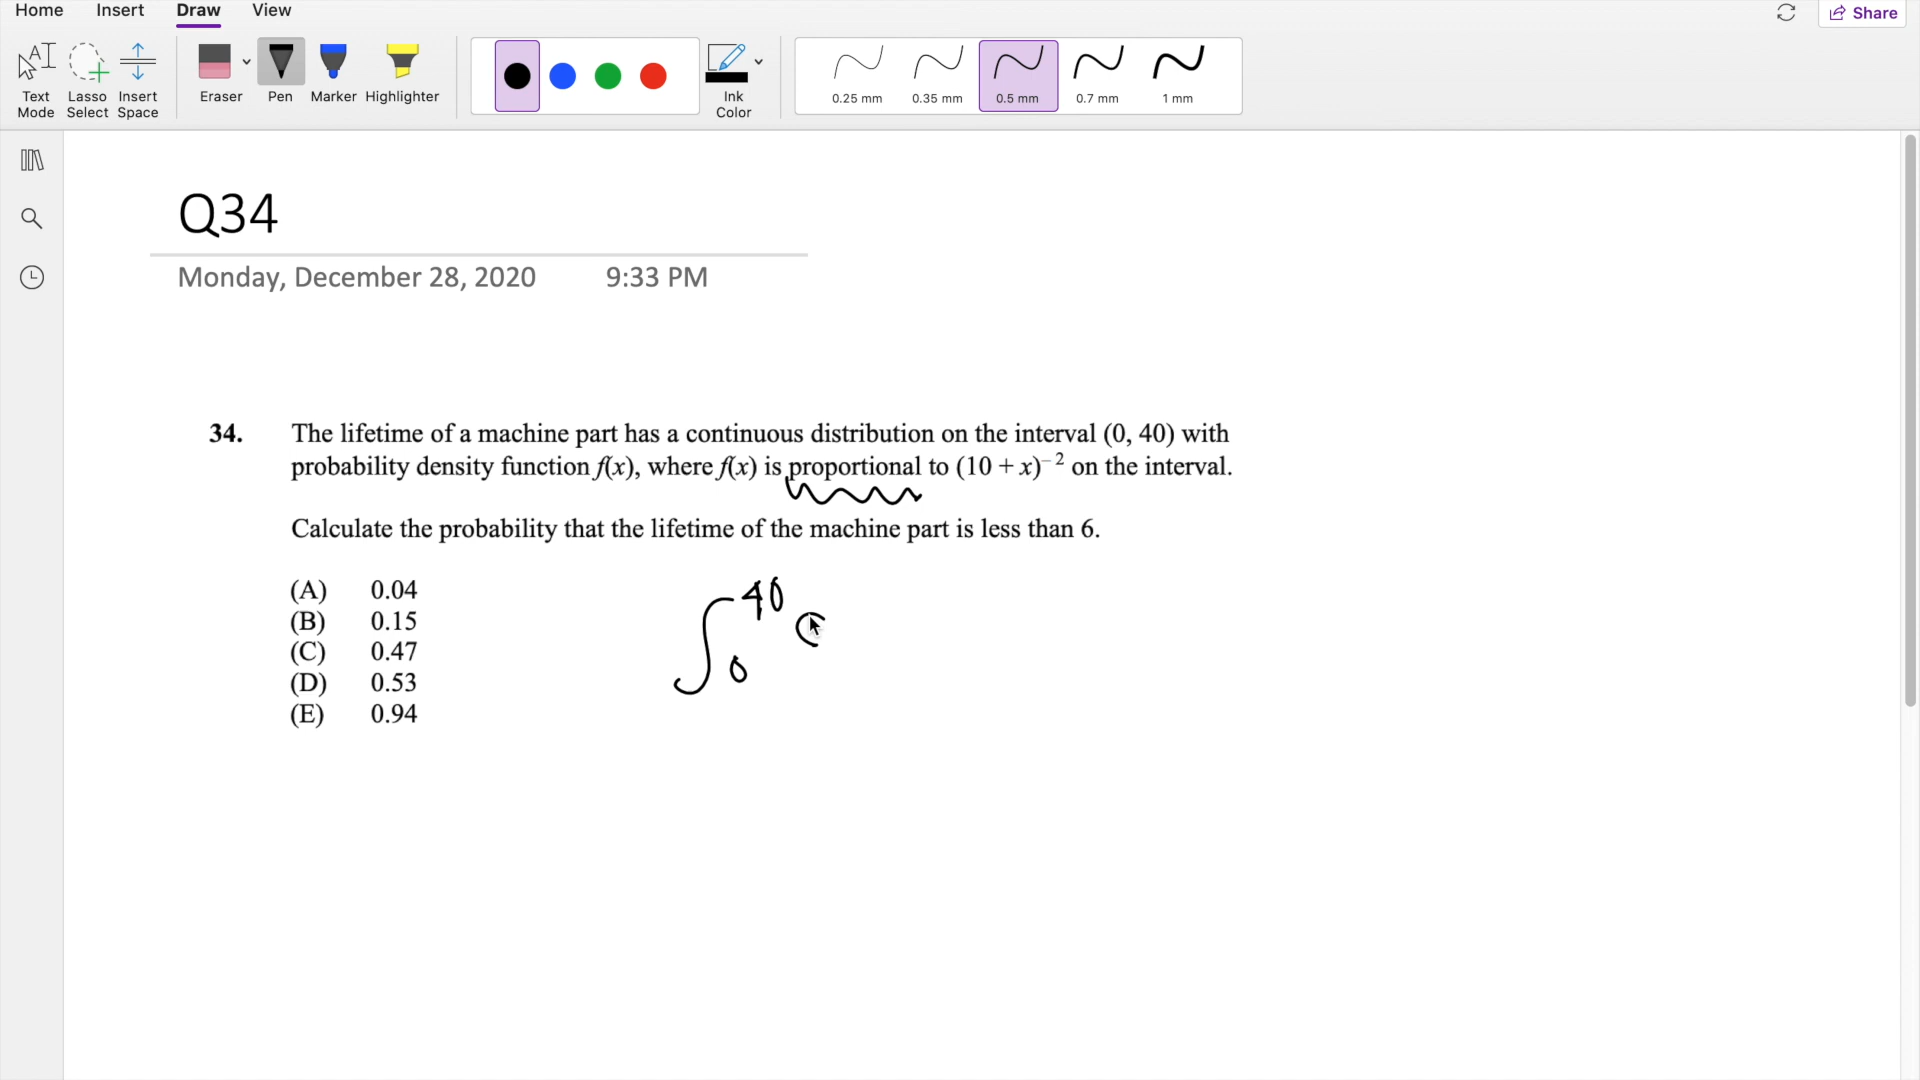 Home Insert Draw View Share
Text Mode Lasso Select Insert Space Eraser Pen Marker Highlighter Ink Color 0.25 mm 0.35 mm 0.5 mm 0.7 mm 1 mm
Q34
Monday, December 28, 2020 9:33 PM
34. The lifetime of a machine part has a continuous distribution on the interval (0, 40) with
probability density function f(x), where f(x) is proportional to (10 + x)⁻² on the interval.
Calculate the probability that the lifetime of the machine part is less than 6.
(A) 0.04
(B) 0.15
(C) 0.47
(D) 0.53
(E) 0.94
∫₀⁴⁰ C